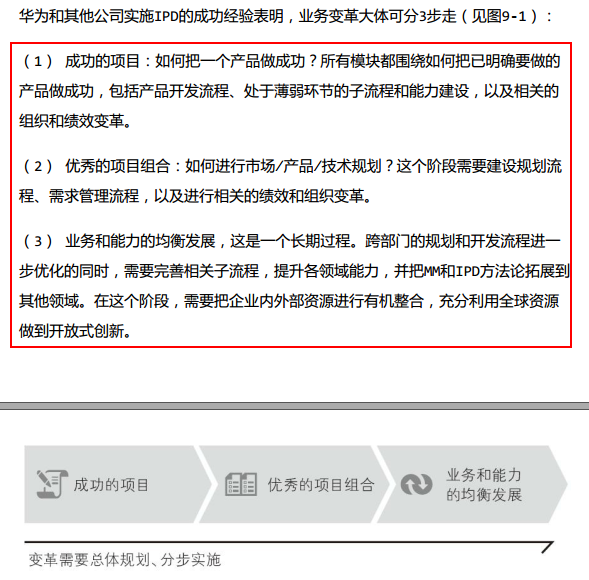 华为和其他公司实施IPD的成功经验表明，业务变革大体可分3步走（见图9-1）：
（1） 成功的项目：如何把一个产品做成功？所有模块都围绕如何把已明确要做的
产品做成功，包括产品开发流程、处于薄弱环节的子流程和能力建设，以及相关的
组织和绩效变革。
（2） 优秀的项目组合：如何进行市场/产品/技术规划？这个阶段需要建设规划流
程、需求管理流程，以及进行相关的绩效和组织变革。
（3） 业务和能力的均衡发展，这是一个长期过程。跨部门的规划和开发流程进一
步优化的同时，需要完善相关子流程，提升各领域能力，并把MM和IPD方法论拓展到
其他领域。在这个阶段，需要把企业内外部资源进行有机整合，充分利用全球资源
做到开放式创新。
成功的项目
优秀的项目组合
业务和能力
的均衡发展
变革需要总体规划、分步实施